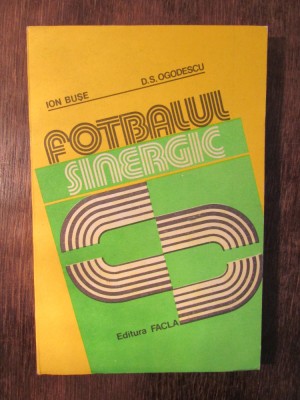 ION BUȘE
D.S. OGODESCU
FOTBALUL
SINERGIC
Editura FACLA